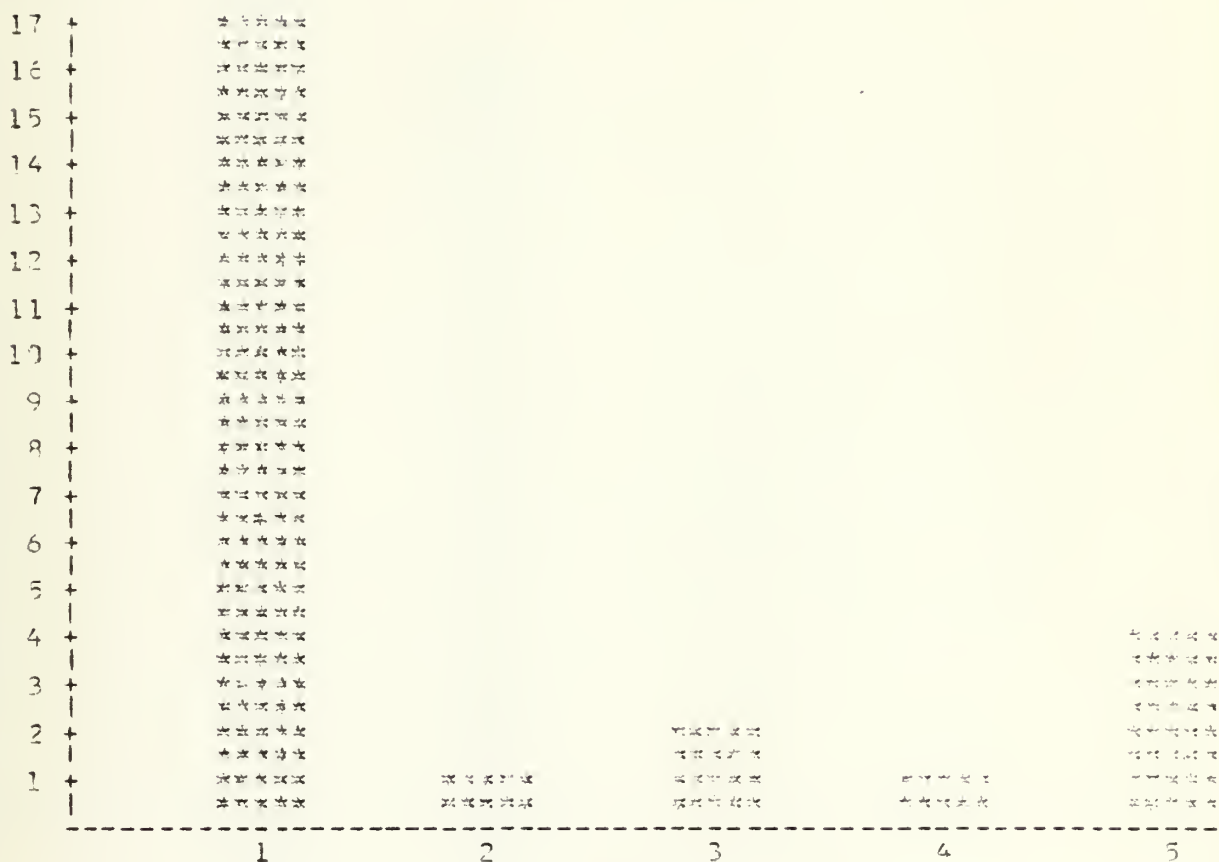 17 + *****
| *****
16 + *****
| *****
15 + *****
| *****
14 + *****
| *****
13 + *****
| *****
12 + *****
| *****
11 + *****
| *****
10 + *****
| *****
9 + *****
| *****
8 + *****
| *****
7 + *****
| *****
6 + *****
| *****
5 + *****
| *****
4 + ***** *****
| ***** *****
3 + ***** *****
| ***** *****
2 + ***** ***** *****
| ***** ***** *****
1 + ***** ***** ***** ***** *****
| ***** ***** ***** ***** *****
1 2 3 4 5